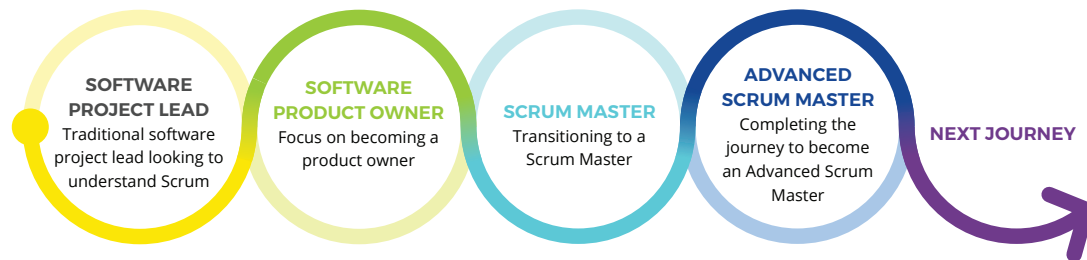 SOFTWARE
PROJECT LEAD
Traditional software
project lead looking to
understand Scrum
SOFTWARE
PRODUCT OWNER
Focus on becoming a
product owner
SCRUM MASTER
Transitioning to a
Scrum Master
ADVANCED
SCRUM MASTER
Completing the
journey to become
an Advanced Scrum
Master
NEXT JOURNEY